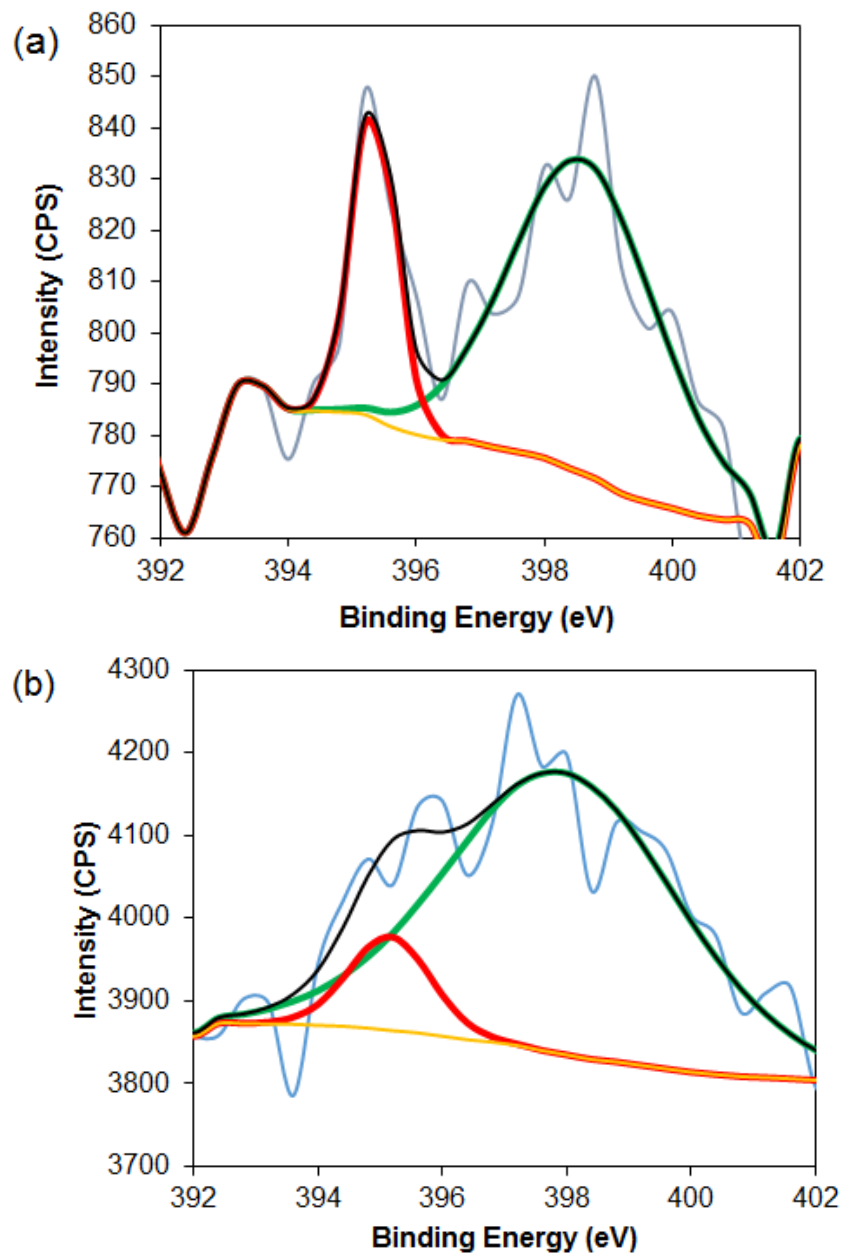 (a)
Intensity (CPS)
860
850
840
830
820
810
800
790
780
770
760
392 394 396 398 400 402
Binding Energy (eV)
(b)
Intensity (CPS)
4300
4200
4100
4000
3900
3800
3700
392 394 396 398 400 402
Binding Energy (eV)